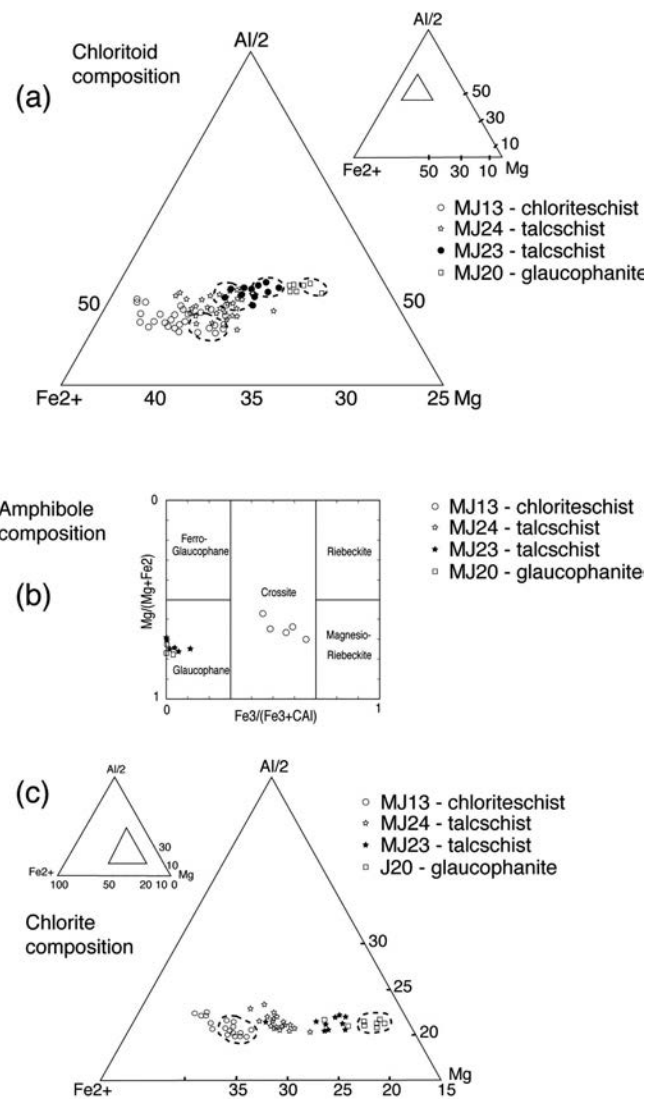 Chloritoid
composition
(a)
Al/2
50
50
Fe2+
40
35
30
25
Mg
Al/2
50
30
10
Fe2+
50
30
10
Mg
MJ13 - chloriteschist
MJ24 - talcschist
MJ23 - talcschist
MJ20 - glaucophanite
Amphibole
composition
(b)
Mg/(Mg+Fe2)
0
1
Ferro-
Glaucophane
Riebeckite
Crossite
Glaucophane
Magnesio-
Riebeckite
0
1
Fe3/(Fe3+CAl)
MJ13 - chloriteschist
MJ24 - talcschist
MJ23 - talcschist
MJ20 - glaucophanite
(c)
Al/2
30
10
Fe2+
Mg
100
50
20
10
0
Chlorite
composition
Al/2
30
25
20
Mg
Fe2+
35
30
25
20
15
MJ13 - chloriteschist
MJ24 - talcschist
MJ23 - talcschist
J20 - glaucophanite